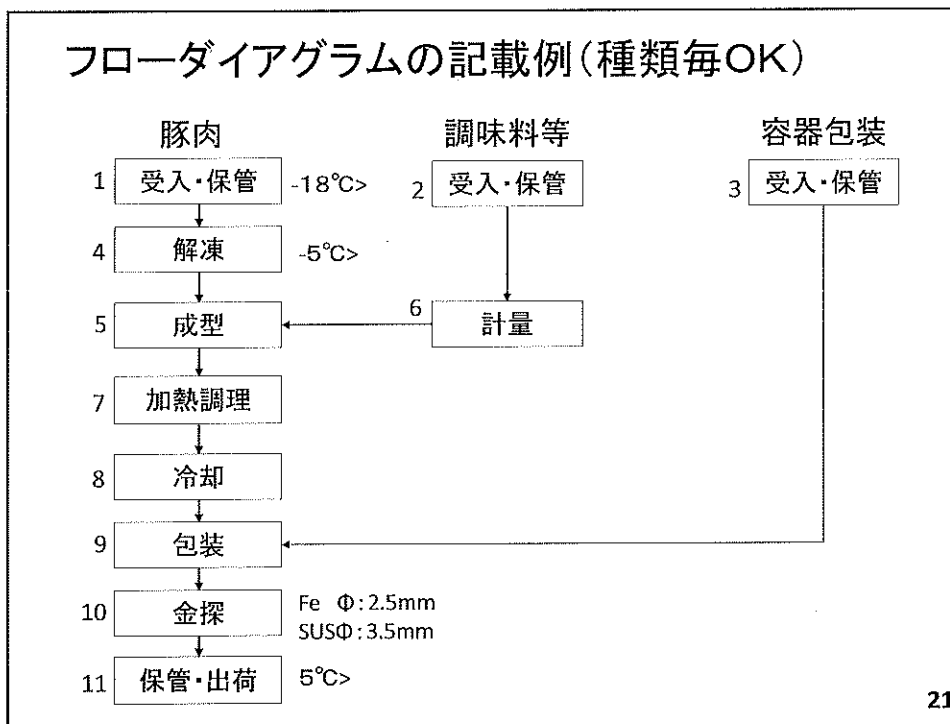 フローダイアグラムの記載例(種類毎OK)
豚肉
調味料等
容器包装
1 受入・保管 -18℃>
2 受入・保管
3 受入・保管
4 解凍 -5℃>
5 成型
6 計量
7 加熱調理
8 冷却
9 包装
10 金探 Fe Φ:2.5mm
SUSΦ:3.5mm
11 保管・出荷 5℃>
21